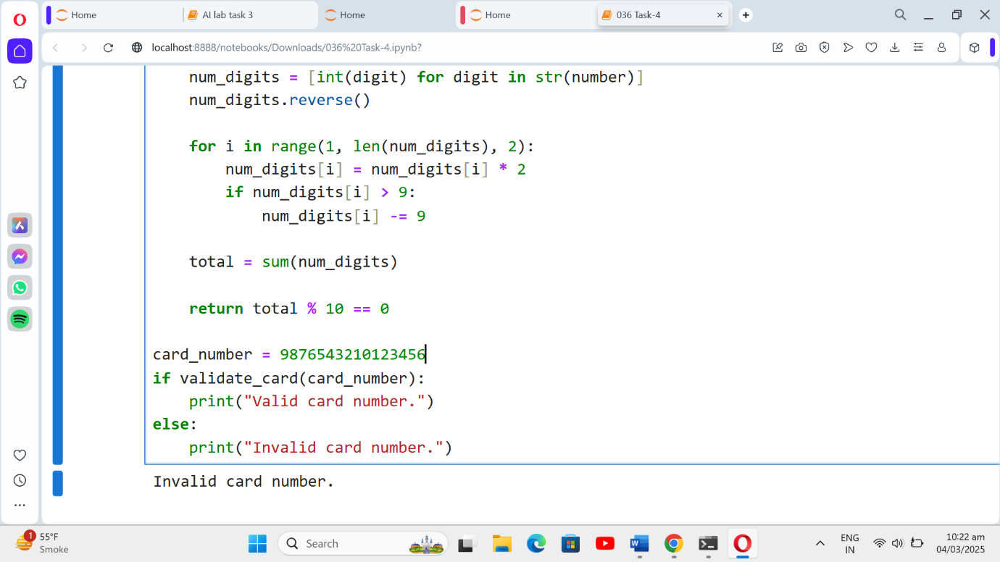 Home
AI lab task 3
Home
Home
036 Task-4
localhost:8888/notebooks/Downloads/036%20Task-4.ipynb?
num_digits = [int(digit) for digit in str(number)]
num_digits.reverse()
for i in range(1, len(num_digits), 2):
num_digits[i] = num_digits[i] * 2
if num_digits[i] > 9:
num_digits[i] -= 9
total = sum(num_digits)
return total % 10 == 0
card_number = 9876543210123456
if validate_card(card_number):
print("Valid card number.")
else:
print("Invalid card number.")
Invalid card number.
1
55°F
Smoke
Search
ENG
IN
10:22 am
04/03/2025